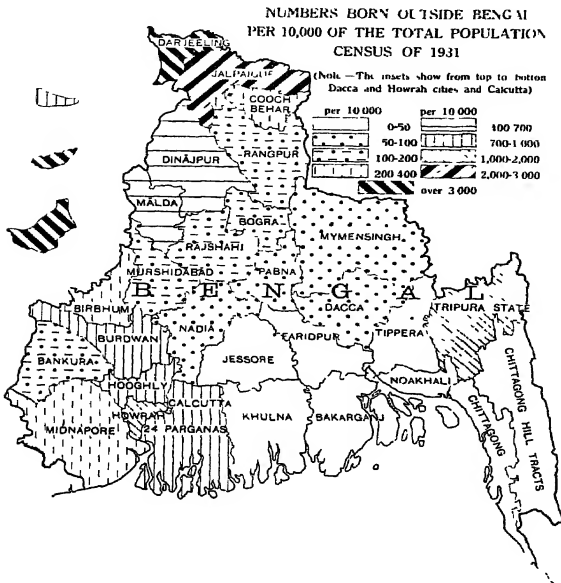 NUMBERS BORN OUTSIDE BENGAL
PER 10,000 OF THE TOTAL POPULATION
CENSUS OF 1931
(Note — The insets show from top to bottom
Dacca and Howrah cities and Calcutta)
per 10 000
per 10 000
0-50
400 700
50-100
700-1 000
100-200
1,000-2,000
200 400
2,000-3 000
over 3 000
DARJEELING
JALPAIGURI
COOCH
BEHAR
DINĀJPUR
RANGPUR
MALDA
BOGRA
MYMENSINGH
RAJSHAHI
MURSHIDABAD
PABNA
BENGAL
BIRBHUM
DACCA
TRIPURA STATE
NADIA
BURDWAN
FARIDPUR
TIPPERA
BANKURA
JESSORE
HOOGHLY
NOAKHALI
HOWRAH
CALCUTTA
MIDNAPORE
24 PARGANAS
KHULNA
BAKARGANJ
CHITTAGONG
CHITTAGONG HILL TRACTS